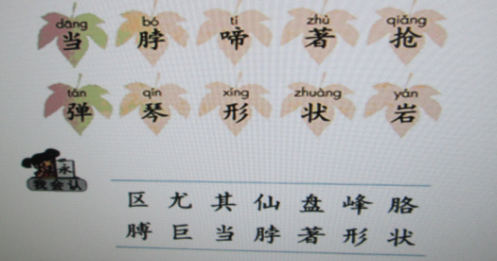 dāng bó tí zhù qiǎng
当 脖 啼 著 抢
tán qín xíng zhuàng yán
弹 琴 形 状 岩
我会认
区 尤 其 仙 盘 峰 胳
膊 巨 当 脖 著 形 状